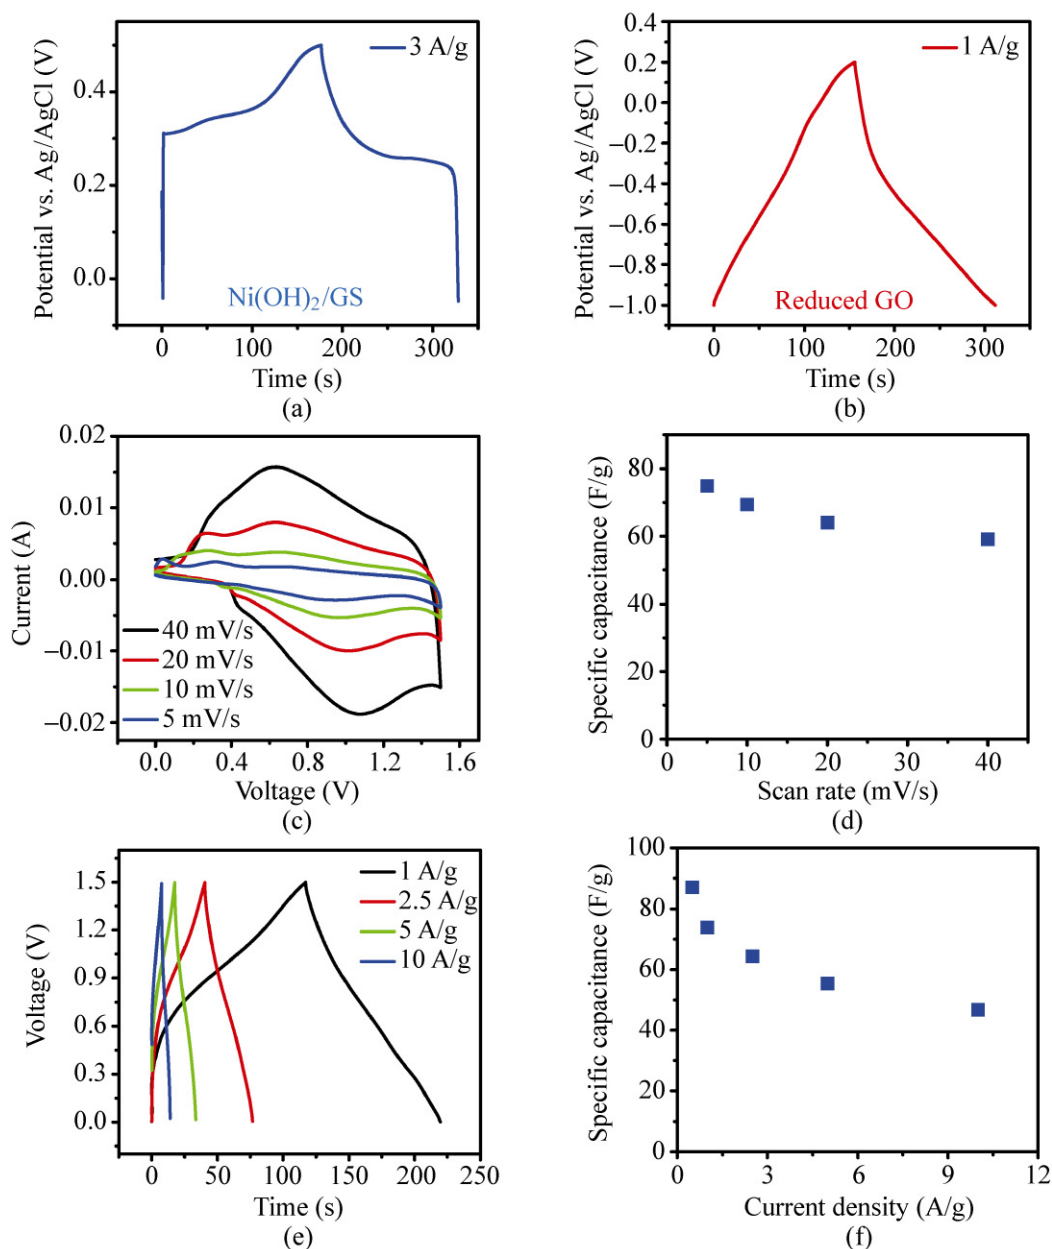 3 A/g
Potential vs. Ag/AgCl (V)
0.4
0.2
0.0
Ni(OH)₂/GS
0 100 200 300
Time (s)
(a)
1 A/g
Potential vs. Ag/AgCl (V)
0.4
0.2
0.0
−0.2
−0.4
−0.6
−0.8
−1.0
Reduced GO
0 100 200 300
Time (s)
(b)
Current (A)
0.02
0.01
0.00
−0.01
−0.02
40 mV/s
20 mV/s
10 mV/s
5 mV/s
0.0 0.4 0.8 1.2 1.6
Voltage (V)
(c)
Specific capacitance (F/g)
80
60
40
20
0
0 10 20 30 40
Scan rate (mV/s)
(d)
Voltage (V)
1.5
1.2
0.9
0.6
0.3
0.0
1 A/g
2.5 A/g
5 A/g
10 A/g
0 50 100 150 200 250
Time (s)
(e)
Specific capacitance (F/g)
100
80
60
40
20
0
0 3 6 9 12
Current density (A/g)
(f)